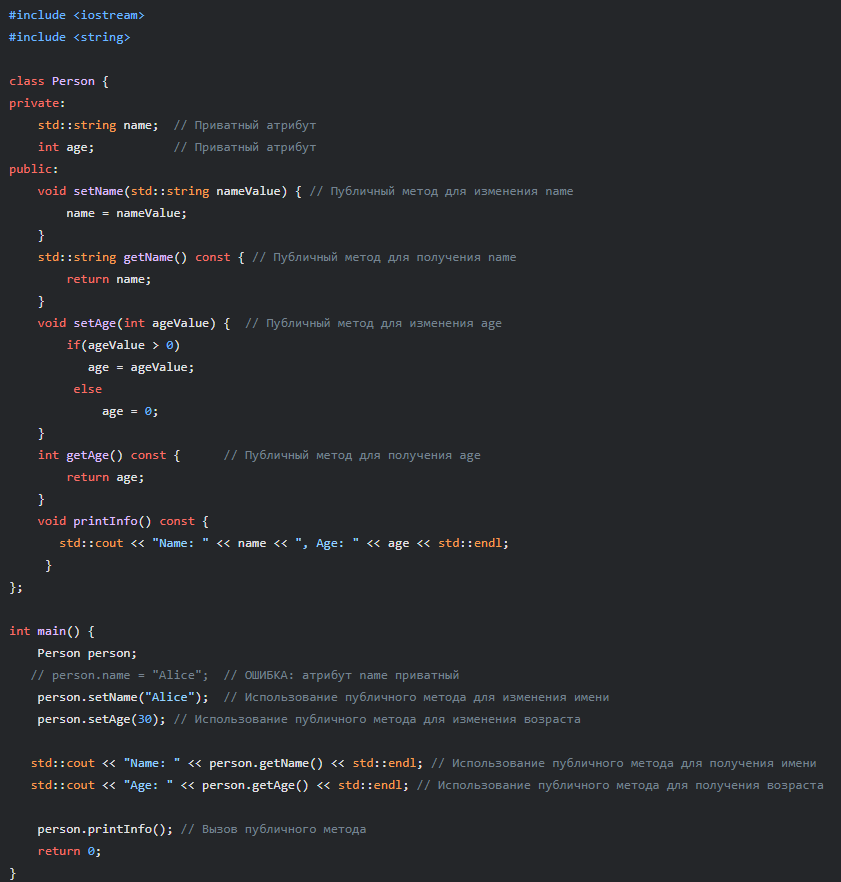 #include <iostream>
#include <string>

class Person {
private:
    std::string name;  // Приватный атрибут
    int age;           // Приватный атрибут
public:
    void setName(std::string nameValue) { // Публичный метод для изменения name
        name = nameValue;
    }
    std::string getName() const { // Публичный метод для получения name
        return name;
    }
    void setAge(int ageValue) {  // Публичный метод для изменения age
        if(ageValue > 0)
           age = ageValue;
         else
             age = 0;
    }
    int getAge() const {      // Публичный метод для получения age
        return age;
    }
    void printInfo() const {
       std::cout << "Name: " << name << ", Age: " << age << std::endl;
     }
};

int main() {
    Person person;
   // person.name = "Alice";  // ОШИБКА: атрибут name приватный
    person.setName("Alice");  // Использование публичного метода для изменения имени
    person.setAge(30); // Использование публичного метода для изменения возраста

   std::cout << "Name: " << person.getName() << std::endl; // Использование публичного метода для получения имени
   std::cout << "Age: " << person.getAge() << std::endl; // Использование публичного метода для получения возраста

    person.printInfo(); // Вызов публичного метода
    return 0;
}